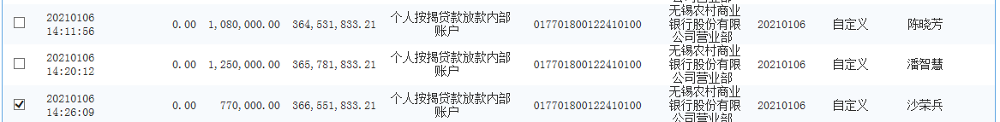 公司营业部
20210106
14:11:56
0.00
1,080,000.00
364,531,833.21
个人按揭贷款放款内部
账户
017701800122410100
无锡农村商业
银行股份有限
公司营业部
20210106
自定义
陈晓芳
20210106
14:20:12
0.00
1,250,000.00
365,781,833.21
个人按揭贷款放款内部
账户
017701800122410100
无锡农村商业
银行股份有限
公司营业部
20210106
自定义
潘智慧
20210106
14:26:09
0.00
770,000.00
366,551,833.21
个人按揭贷款放款内部
账户
017701800122410100
无锡农村商业
银行股份有限
公司营业部
20210106
自定义
沙荣兵